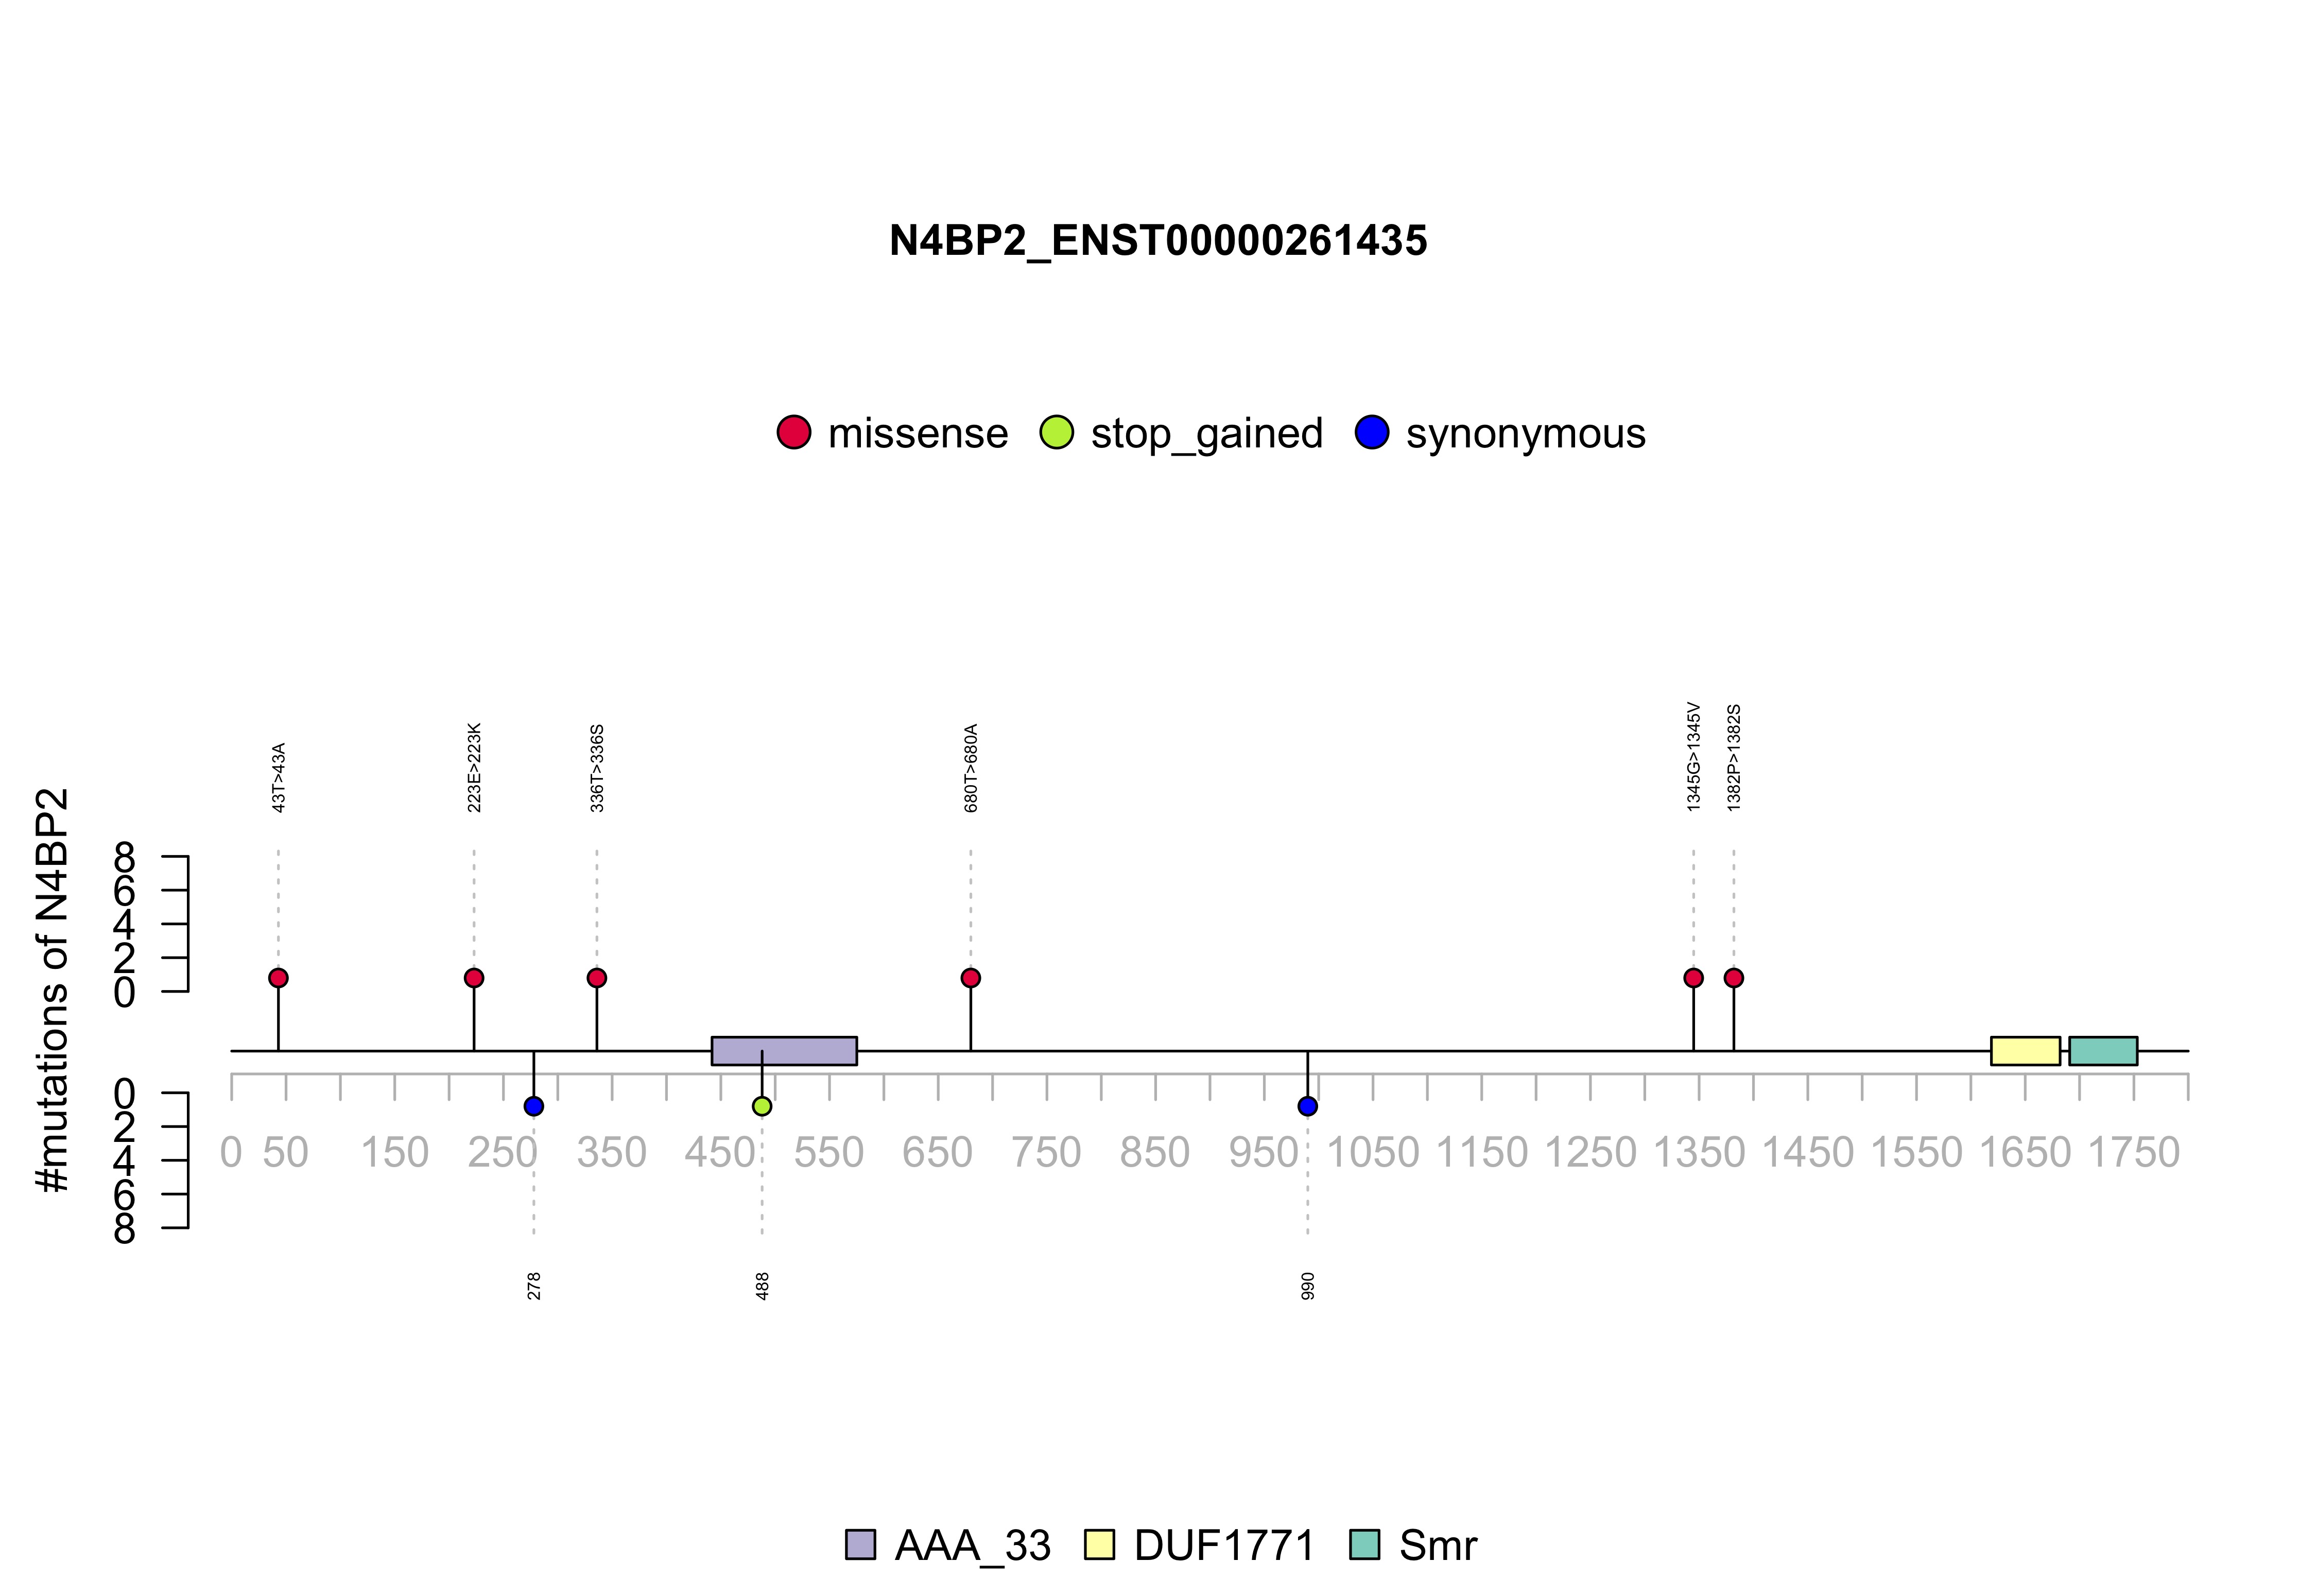 N4BP2_ENST00000261435
missense stop_gained synonymous
43T>43A 223E>223K 336T>336S 680T>680A 1345G>1345V 1382P>1382S
#mutations of N4BP2
8
6
4
2
0
0
2
4
6
8
0 50 150 250 350 450 550 650 750 850 950 1050 1150 1250 1350 1450 1550 1650 1750
278 488 990
AAA_33 DUF1771 Smr